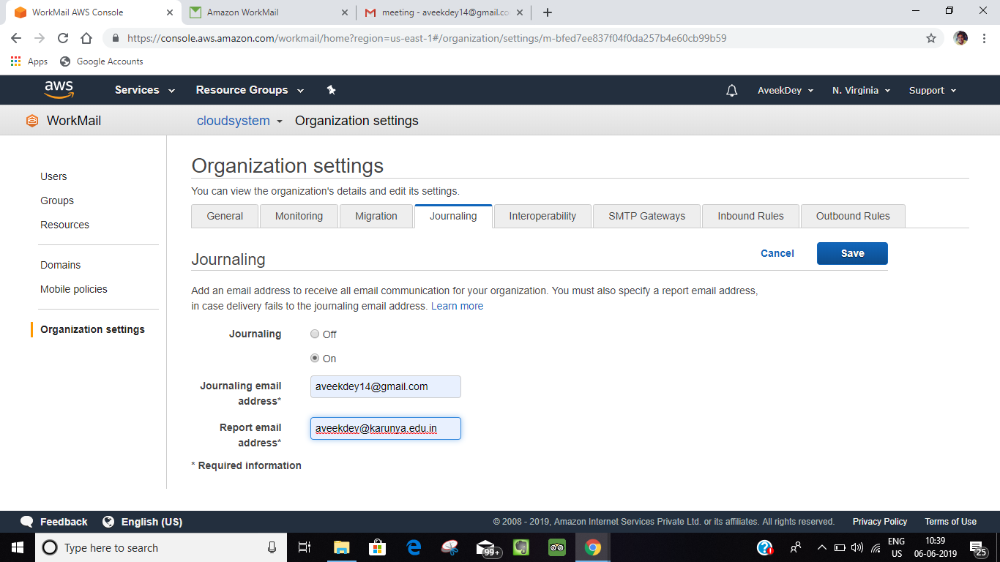 WorkMail AWS Console
Amazon WorkMail
meeting - aveekdey14@gmail.co
https://console.aws.amazon.com/workmail/home?region=us-east-1#/organization/settings/m-bfed7ee837f04f0da257b4e60cb99b59
Apps
Google Accounts
aws
Services
Resource Groups
AveekDey
N. Virginia
Support
WorkMail
cloudsystem
Organization settings
Organization settings
Users
You can view the organization's details and edit its settings.
Groups
General
Monitoring
Migration
Journaling
Interoperability
SMTP Gateways
Inbound Rules
Outbound Rules
Resources
Journaling
Cancel
Save
Domains
Mobile policies
Add an email address to receive all email communication for your organization. You must also specify a report email address,
in case delivery fails to the journaling email address. Learn more
Organization settings
Journaling
Off
On
Journaling email
address*
aveekdey14@gmail.com
Report email
address*
aveekdey@karunya.edu.in
* Required information
Feedback
English (US)
© 2008 - 2019, Amazon Internet Services Private Ltd. or its affiliates. All rights reserved.
Privacy Policy
Terms of Use
Type here to search
99+
ENG
US
10:39
06-06-2019
25